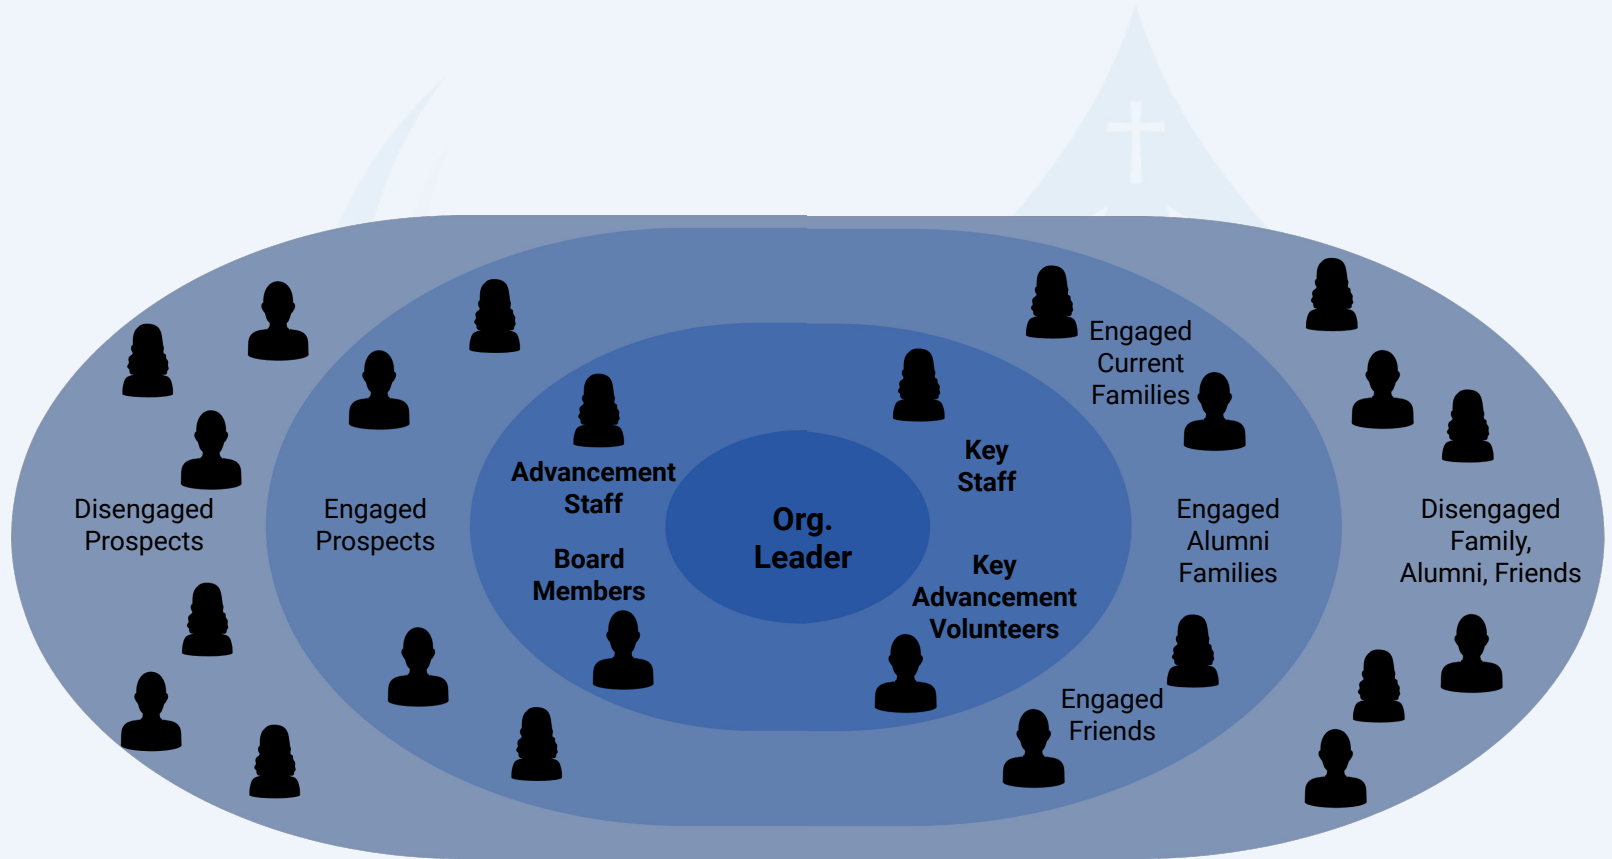 Disengaged
Prospects
Engaged
Prospects
Advancement
Staff
Board
Members
Org.
Leader
Key
Staff
Key
Advancement
Volunteers
Engaged
Current
Families
Engaged
Alumni
Families
Engaged
Friends
Disengaged
Family,
Alumni, Friends